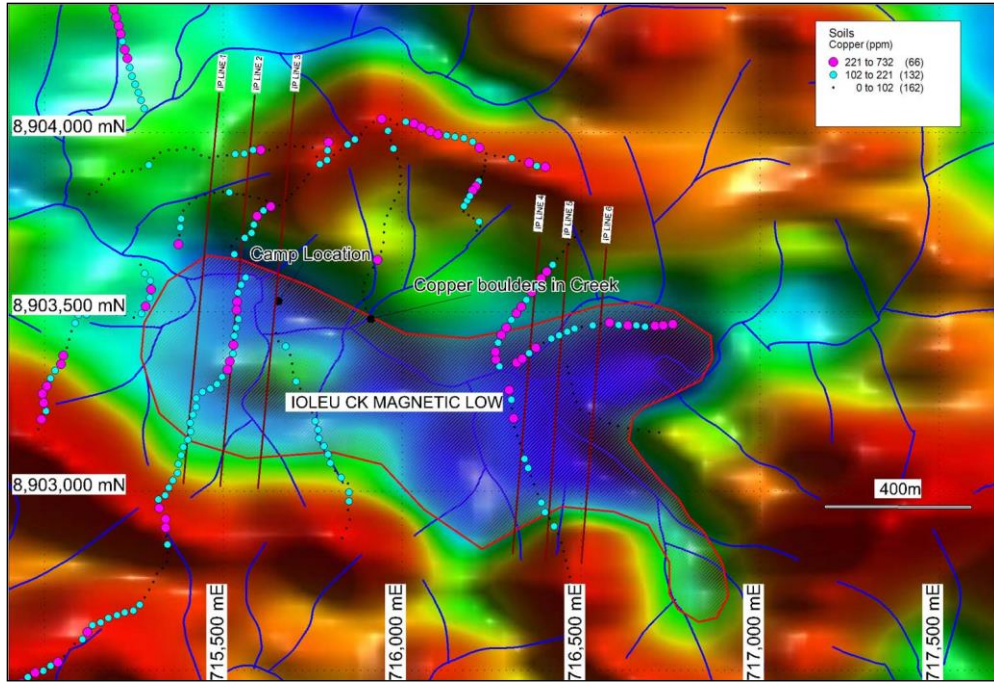 Soils
Copper (ppm)
221 to 732 (66)
102 to 221 (132)
0 to 102 (162)
IP LINE 1
IP LINE 2
IP LINE 3
8,904,000 mN
IP LINE 4
IP LINE 5
IP LINE 6
Camp Location
Copper boulders in Creek
8,903,500 mN
IOLEU CK MAGNETIC LOW
8,903,000 mN
400m
715,500 mE
716,000 mE
716,500 mE
717,000 mE
717,500 mE